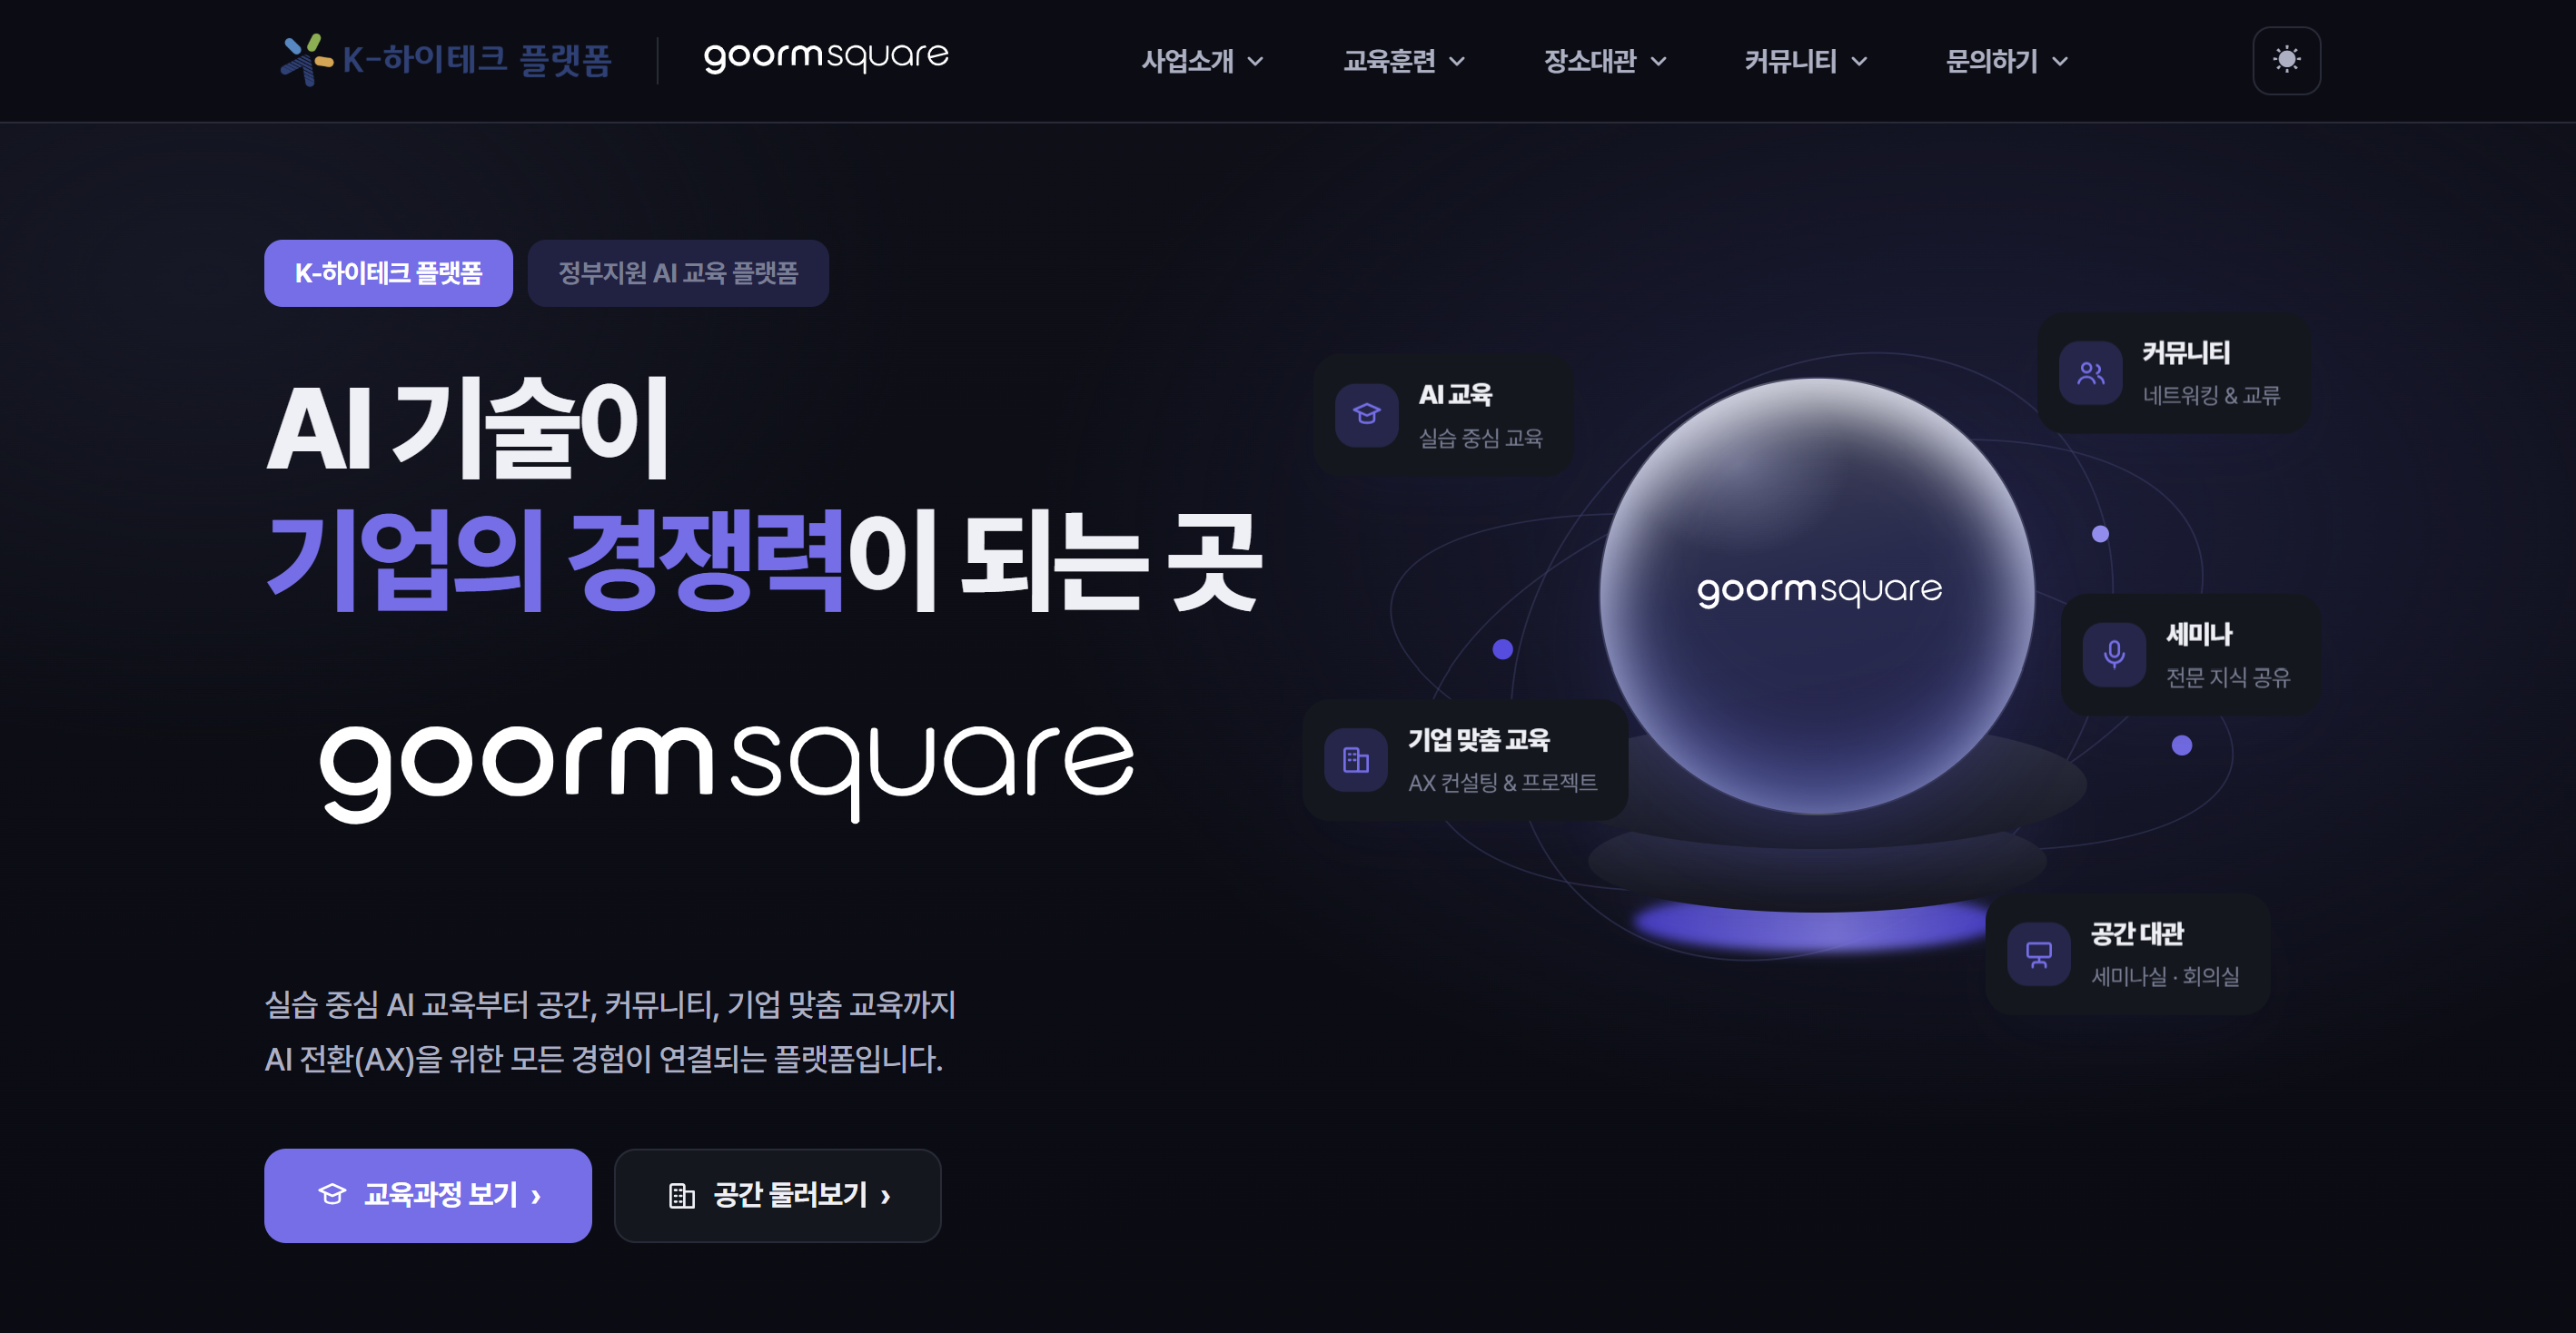 K-하이테크 플랫폼
goormsquare
사업소개
교육훈련
장소대관
커뮤니티
문의하기
K-하이테크 플랫폼
정부지원 AI 교육 플랫폼
AI 기술이
기업의 경쟁력이 되는 곳
goormsquare
실습 중심 AI 교육부터 공간, 커뮤니티, 기업 맞춤 교육까지
AI 전환(AX)을 위한 모든 경험이 연결되는 플랫폼입니다.
교육과정 보기 ›
공간 둘러보기 ›
AI 교육
실습 중심 교육
커뮤니티
네트워킹 & 교류
goormsquare
세미나
전문 지식 공유
기업 맞춤 교육
AX 컨설팅 & 프로젝트
공간 대관
세미나실 · 회의실